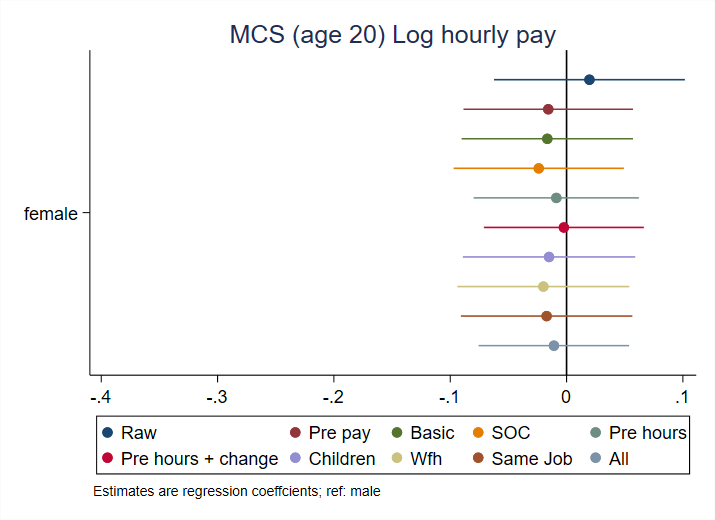 MCS (age 20) Log hourly pay
female
-.4 -.3 -.2 -.1 0 .1
Raw Pre pay Basic SOC Pre hours
Pre hours + change Children Wfh Same Job All
Estimates are regression coeffcients; ref: male